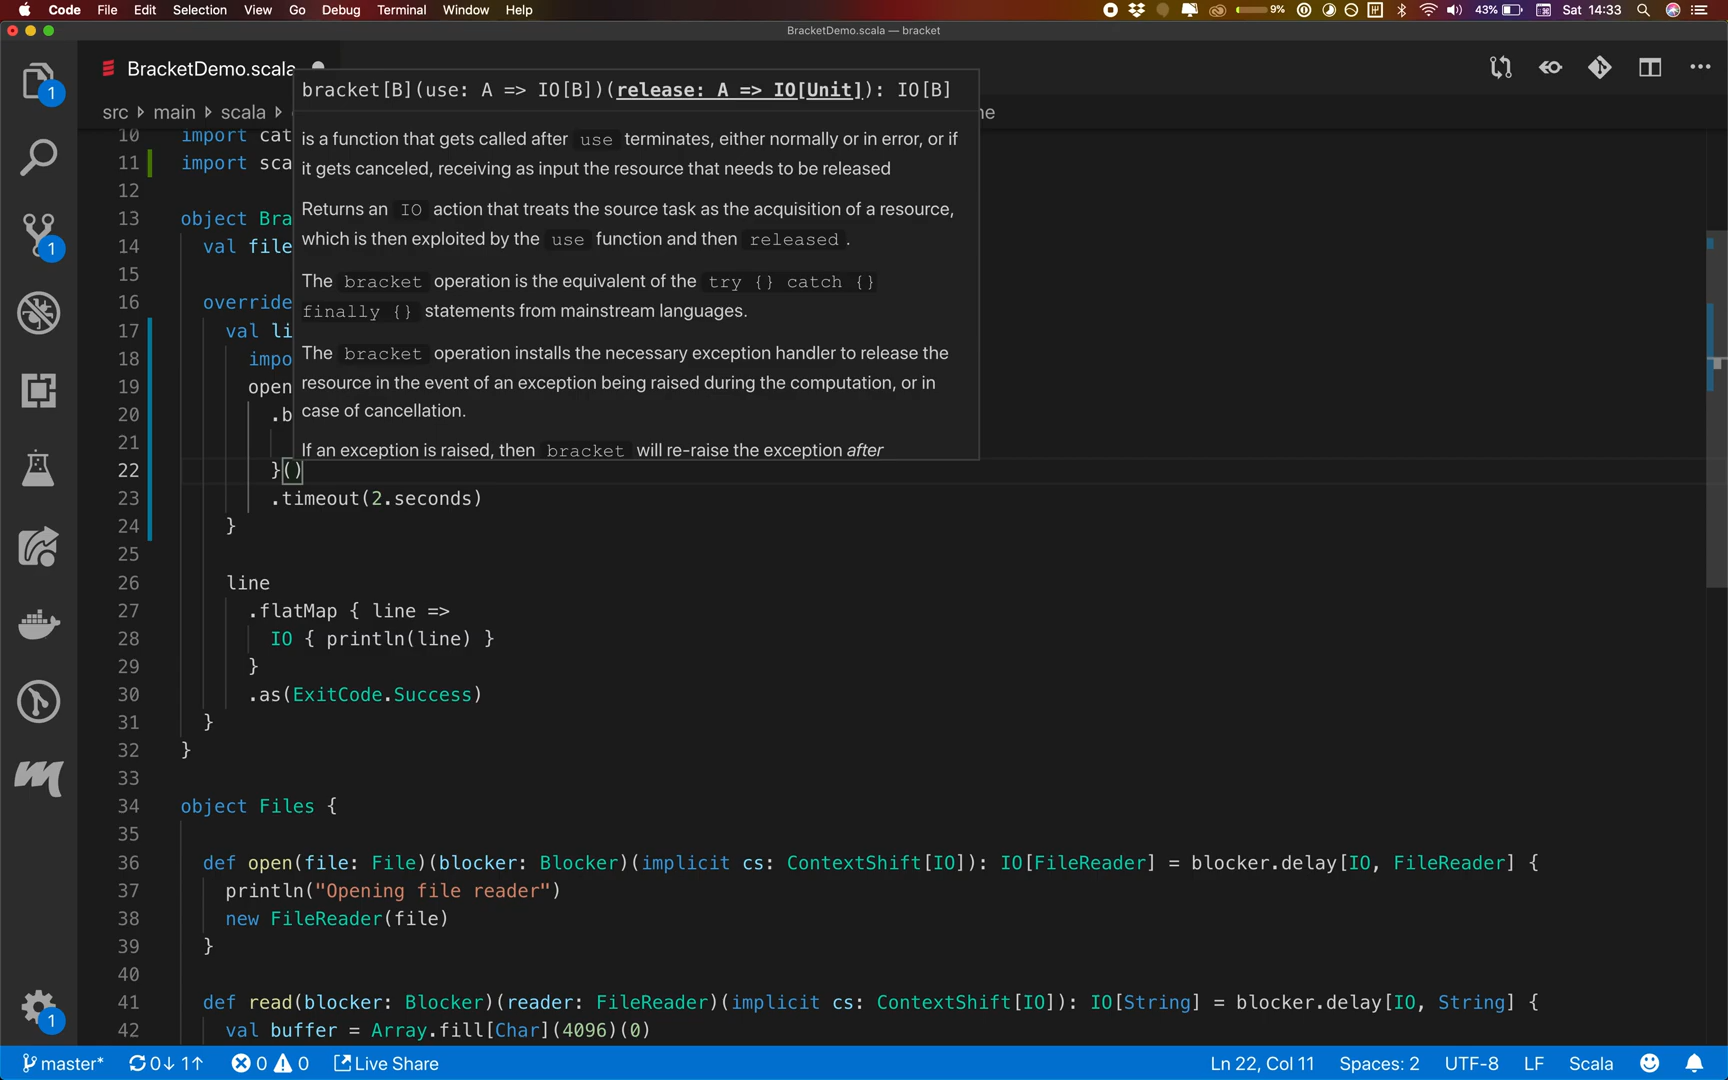 Code File Edit Selection View Go Debug Terminal Window Help 9% 43% Sat 14:33
BracketDemo.scala — bracket
1 BracketDemo.scala
src main scala ne
bracket[B](use: A => IO[B])(release: A => IO[Unit]): IO[B]
is a function that gets called after use terminates, either normally or in error, or if
it gets canceled, receiving as input the resource that needs to be released
Returns an IO action that treats the source task as the acquisition of a resource,
which is then exploited by the use function and then released .
The bracket operation is the equivalent of the try {} catch {}
finally {} statements from mainstream languages.
The bracket operation installs the necessary exception handler to release the
resource in the event of an exception being raised during the computation, or in
case of cancellation.
If an exception is raised, then bracket will re-raise the exception after
10 import cat
11 import sca
12
13 object Bra
14 val file
15
16 override
17 val li
18 impo
19 open
20 .b
21
22 }()
23 .timeout(2.seconds)
24 }
25
26 line
27 .flatMap { line =>
28 IO { println(line) }
29 }
30 .as(ExitCode.Success)
31 }
32 }
33
34 object Files {
35
36 def open(file: File)(blocker: Blocker)(implicit cs: ContextShift[IO]): IO[FileReader] = blocker.delay[IO, FileReader] {
37 println("Opening file reader")
38 new FileReader(file)
39 }
40
41 def read(blocker: Blocker)(reader: FileReader)(implicit cs: ContextShift[IO]): IO[String] = blocker.delay[IO, String] {
42 val buffer = Array.fill[Char](4096)(0)
1
1
master* 0↓ 1↑ 0 0 Live Share Ln 22, Col 11 Spaces: 2 UTF-8 LF Scala